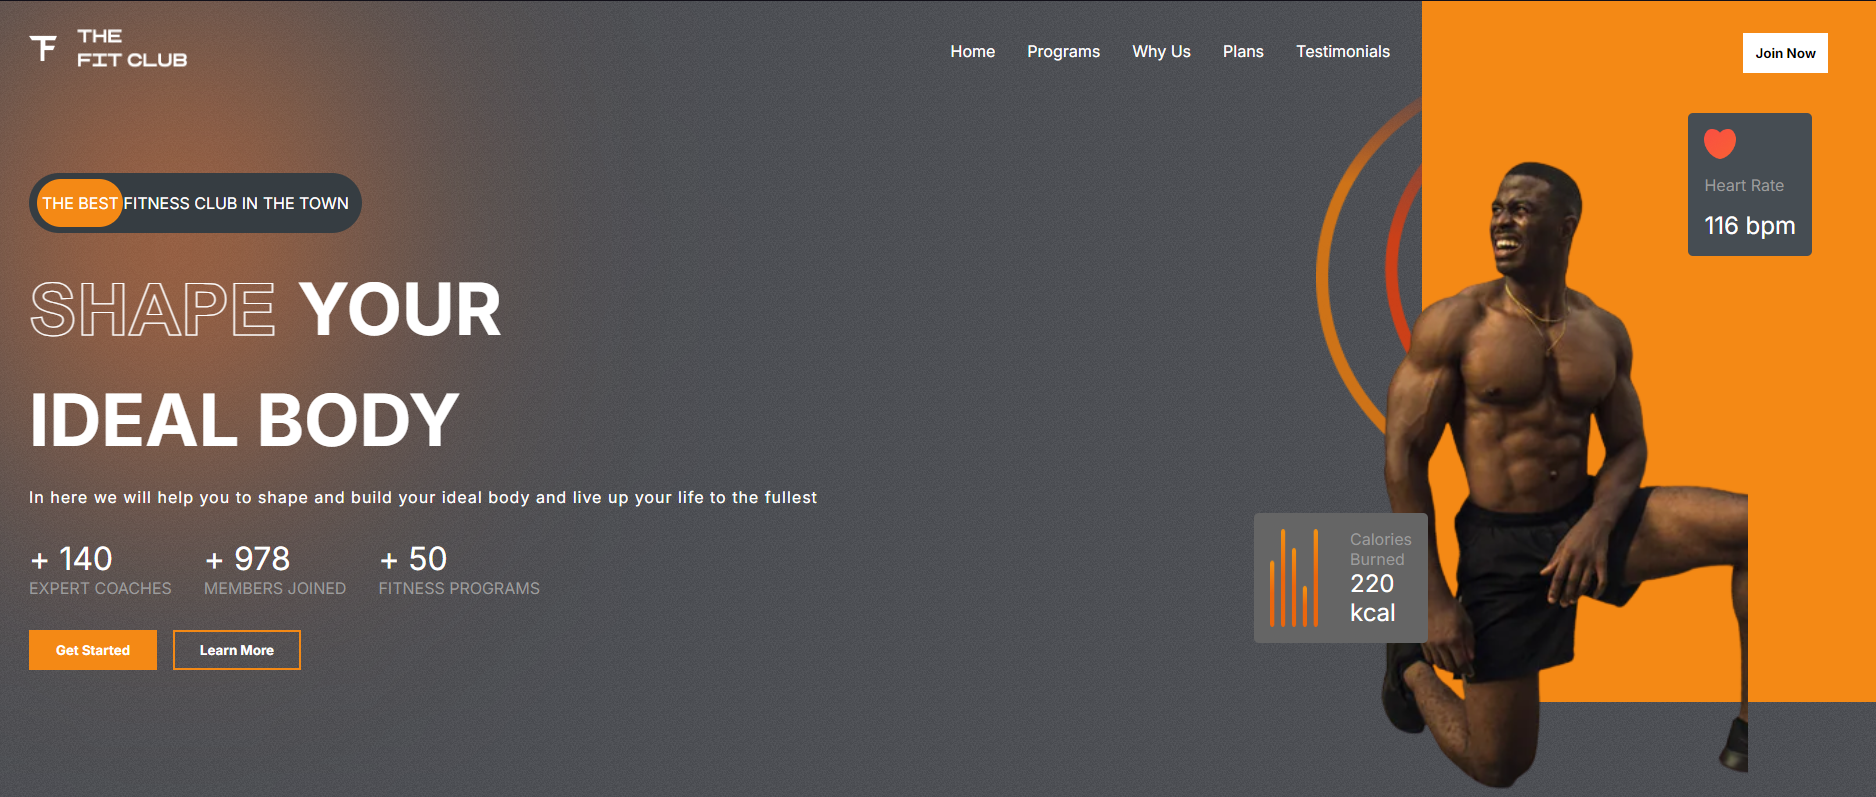 THE
FIT CLUB
Home Programs Why Us Plans Testimonials
Join Now
Heart Rate
116 bpm
THE BEST FITNESS CLUB IN THE TOWN
SHAPE YOUR
IDEAL BODY
In here we will help you to shape and build your ideal body and live up your life to the fullest
+ 140 + 978 + 50
EXPERT COACHES MEMBERS JOINED FITNESS PROGRAMS
Get Started Learn More
Calories
Burned
220
kcal